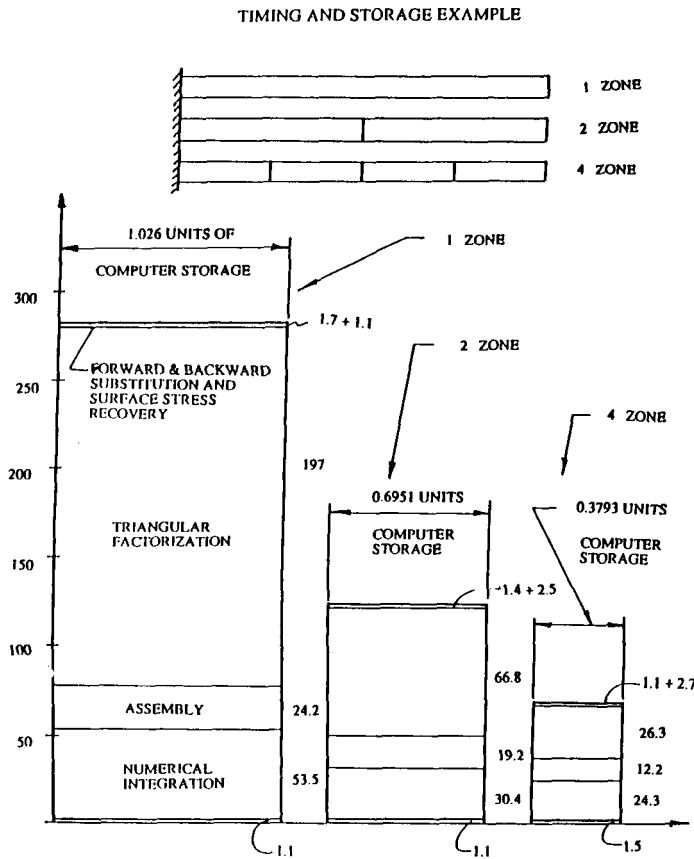 TIMING AND STORAGE EXAMPLE
1 ZONE
2 ZONE
4 ZONE
1.026 UNITS OF
COMPUTER STORAGE
1 ZONE
300
1.7 + 1.1
2 ZONE
FORWARD & BACKWARD
SUBSTITUTION AND
SURFACE STRESS
RECOVERY
250
4 ZONE
200
197
0.6951 UNITS
COMPUTER
STORAGE
0.3793 UNITS
COMPUTER
STORAGE
TRIANGULAR
FACTORIZATION
150
1.4 + 2.5
100
66.8
1.1 + 2.7
ASSEMBLY
24.2
26.3
50
19.2
12.2
NUMERICAL
INTEGRATION
53.5
30.4
24.3
0
1.1
1.1
1.5